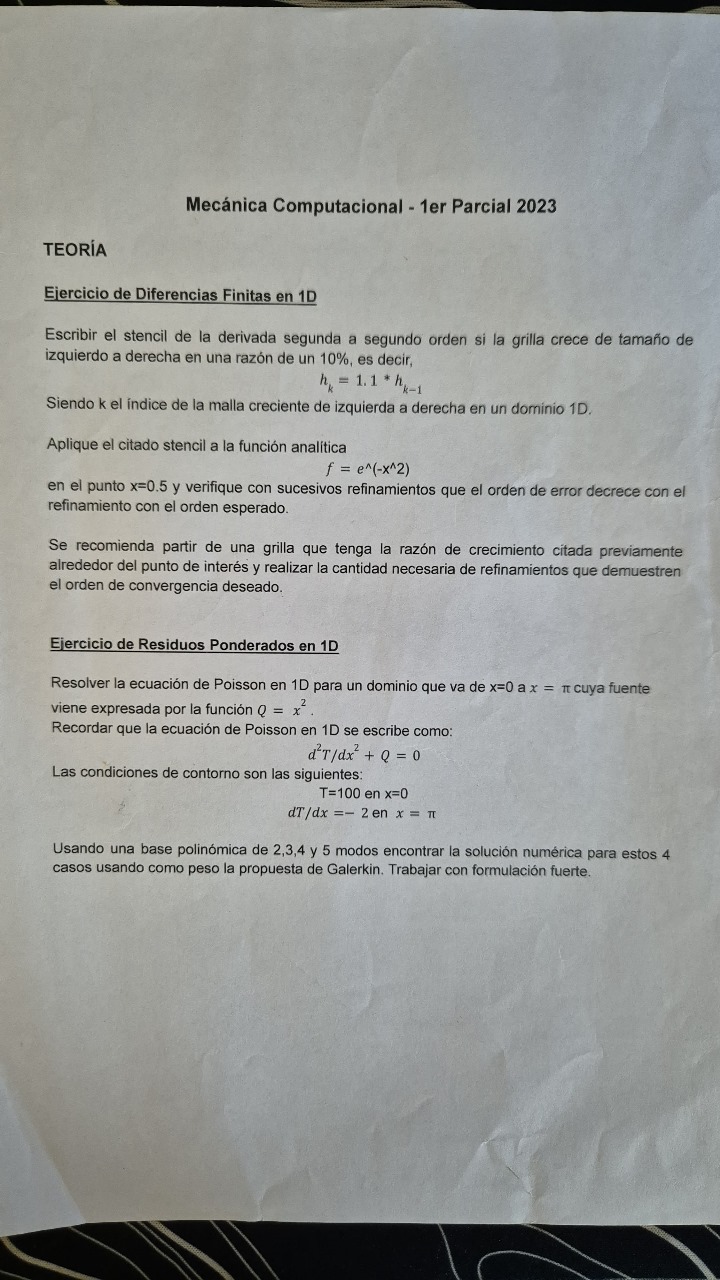 Mecánica Computacional - 1er Parcial 2023
TEORÍA
Ejercicio de Diferencias Finitas en 1D
Escribir el stencil de la derivada segunda a segundo orden si la grilla crece de tamaño de
izquierdo a derecha en una razón de un 10%, es decir,
h_k = 1.1 * h_{k-1}
Siendo k el índice de la malla creciente de izquierda a derecha en un dominio 1D.
Aplique el citado stencil a la función analítica
f = e^(-x^2)
en el punto x=0.5 y verifique con sucesivos refinamientos que el orden de error decrece con el
refinamiento con el orden esperado.
Se recomienda partir de una grilla que tenga la razón de crecimiento citada previamente
alrededor del punto de interés y realizar la cantidad necesaria de refinamientos que demuestren
el orden de convergencia deseado.
Ejercicio de Residuos Ponderados en 1D
Resolver la ecuación de Poisson en 1D para un dominio que va de x=0 a x = π cuya fuente
viene expresada por la función Q = x².
Recordar que la ecuación de Poisson en 1D se escribe como:
d²T/dx² + Q = 0
Las condiciones de contorno son las siguientes:
T=100 en x=0
dT/dx =− 2 en x = π
Usando una base polinómica de 2,3,4 y 5 modos encontrar la solución numérica para estos 4
casos usando como peso la propuesta de Galerkin. Trabajar con formulación fuerte.